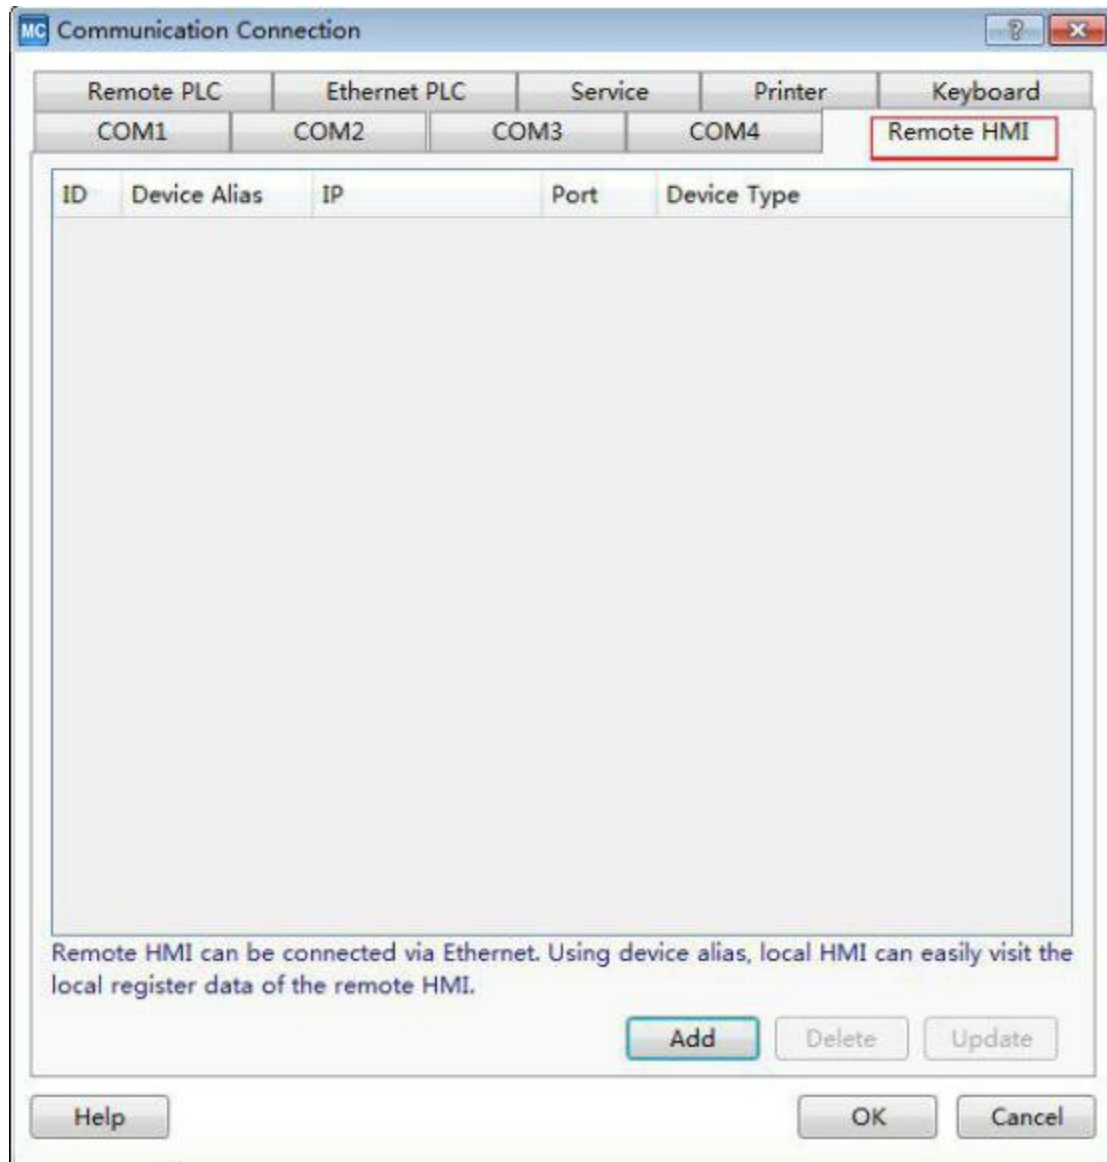 MC Communication Connection
Remote PLC Ethernet PLC Service Printer Keyboard
COM1 COM2 COM3 COM4 Remote HMI
ID Device Alias IP Port Device Type
Remote HMI can be connected via Ethernet. Using device alias, local HMI can easily visit the
local register data of the remote HMI.
Add Delete Update
Help OK Cancel